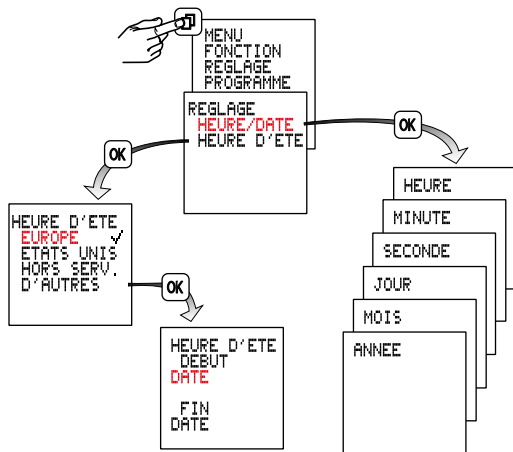 MENU
FONCTION
REGLAGE
PROGRAMME
REGLAGE
HEURE/DATE
HEURE D'ETE
OK
OK
HEURE D'ETE
EUROPE ✓
ETATS UNIS
HORS SERV.
D'AUTRES
OK
HEURE D'ETE
DEBUT
DATE
FIN
DATE
HEURE
MINUTE
SECONDE
JOUR
MOIS
ANNEE